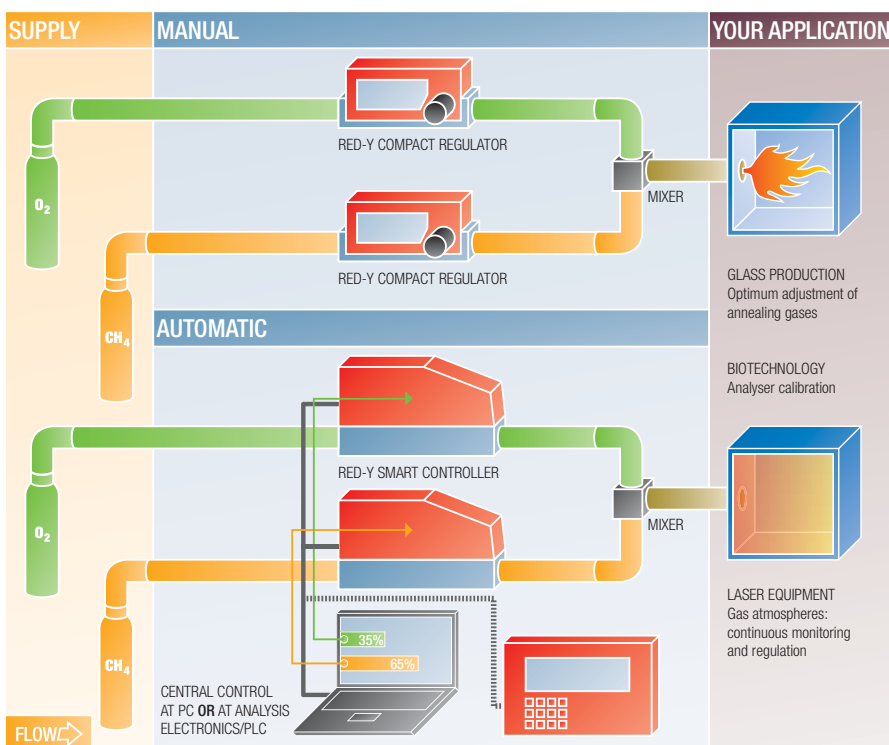 SUPPLY
MANUAL
YOUR APPLICATION
RED-Y COMPACT REGULATOR
O2
MIXER
RED-Y COMPACT REGULATOR
CH4
GLASS PRODUCTION
Optimum adjustment of
annealing gases
AUTOMATIC
BIOTECHNOLOGY
Analyser calibration
RED-Y SMART CONTROLLER
O2
MIXER
CH4
35%
65%
LASER EQUIPMENT
Gas atmospheres:
continuous monitoring
and regulation
CENTRAL CONTROL
AT PC OR AT ANALYSIS
ELECTRONICS/PLC
FLOW